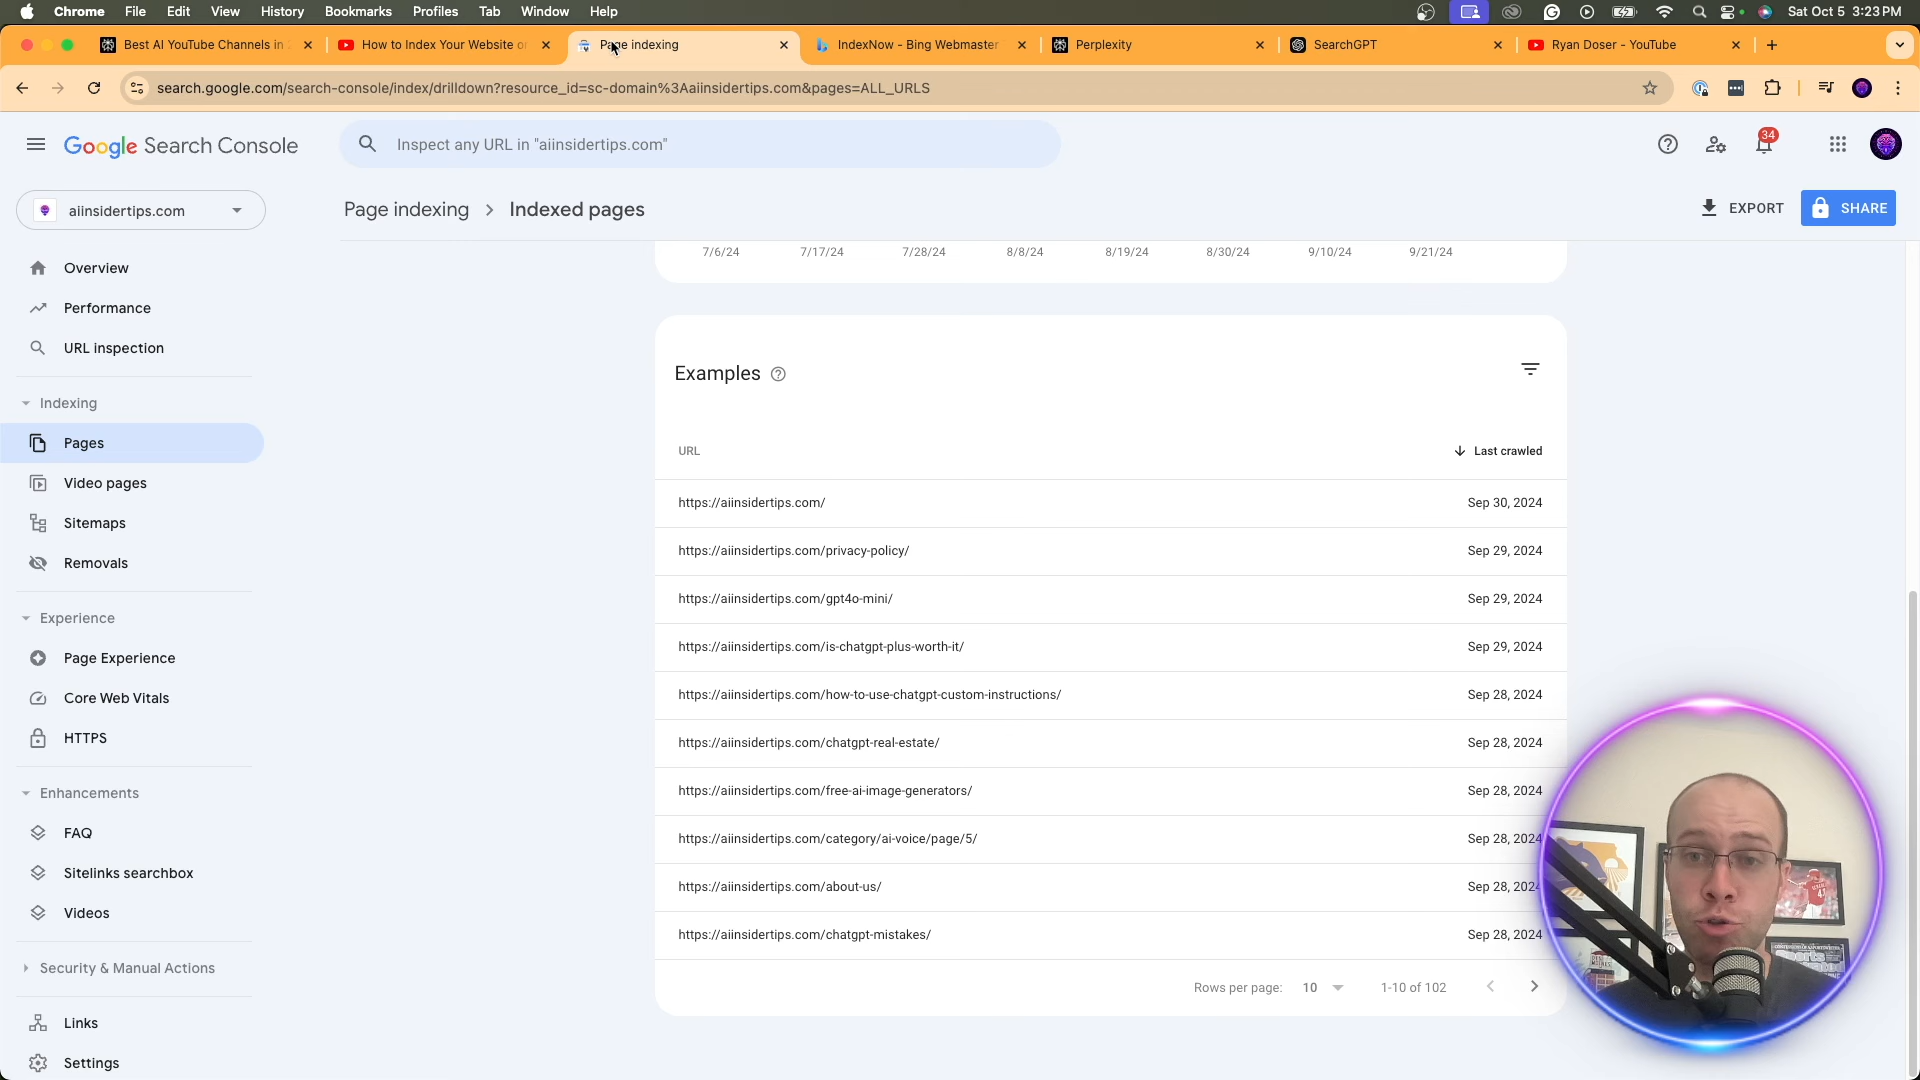 Chrome File Edit View History Bookmarks Profiles Tab Window Help Sat Oct 5 3:23 PM
Best AI YouTube Channels in How to Index Your Website or Page indexing IndexNow - Bing Webmaster Perplexity SearchGPT Ryan Doser - YouTube
search.google.com/search-console/index/drilldown?resource_id=sc-domain%3Aaiinsidertips.com&pages=ALL_URLS
Google Search Console
Inspect any URL in "aiinsidertips.com"
34
aiinsidertips.com
Page indexing > Indexed pages
EXPORT
SHARE
7/6/24 7/17/24 7/28/24 8/8/24 8/19/24 8/30/24 9/10/24 9/21/24
Overview
Performance
URL inspection
Indexing
Pages
Video pages
Sitemaps
Removals
Experience
Page Experience
Core Web Vitals
HTTPS
Enhancements
FAQ
Sitelinks searchbox
Videos
Security & Manual Actions
Links
Settings
Examples
URL Last crawled
https://aiinsidertips.com/ Sep 30, 2024
https://aiinsidertips.com/privacy-policy/ Sep 29, 2024
https://aiinsidertips.com/gpt4o-mini/ Sep 29, 2024
https://aiinsidertips.com/is-chatgpt-plus-worth-it/ Sep 29, 2024
https://aiinsidertips.com/how-to-use-chatgpt-custom-instructions/ Sep 28, 2024
https://aiinsidertips.com/chatgpt-real-estate/ Sep 28, 2024
https://aiinsidertips.com/free-ai-image-generators/ Sep 28, 2024
https://aiinsidertips.com/category/ai-voice/page/5/ Sep 28, 2024
https://aiinsidertips.com/about-us/ Sep 28, 2024
https://aiinsidertips.com/chatgpt-mistakes/ Sep 28, 2024
Rows per page: 10 1-10 of 102